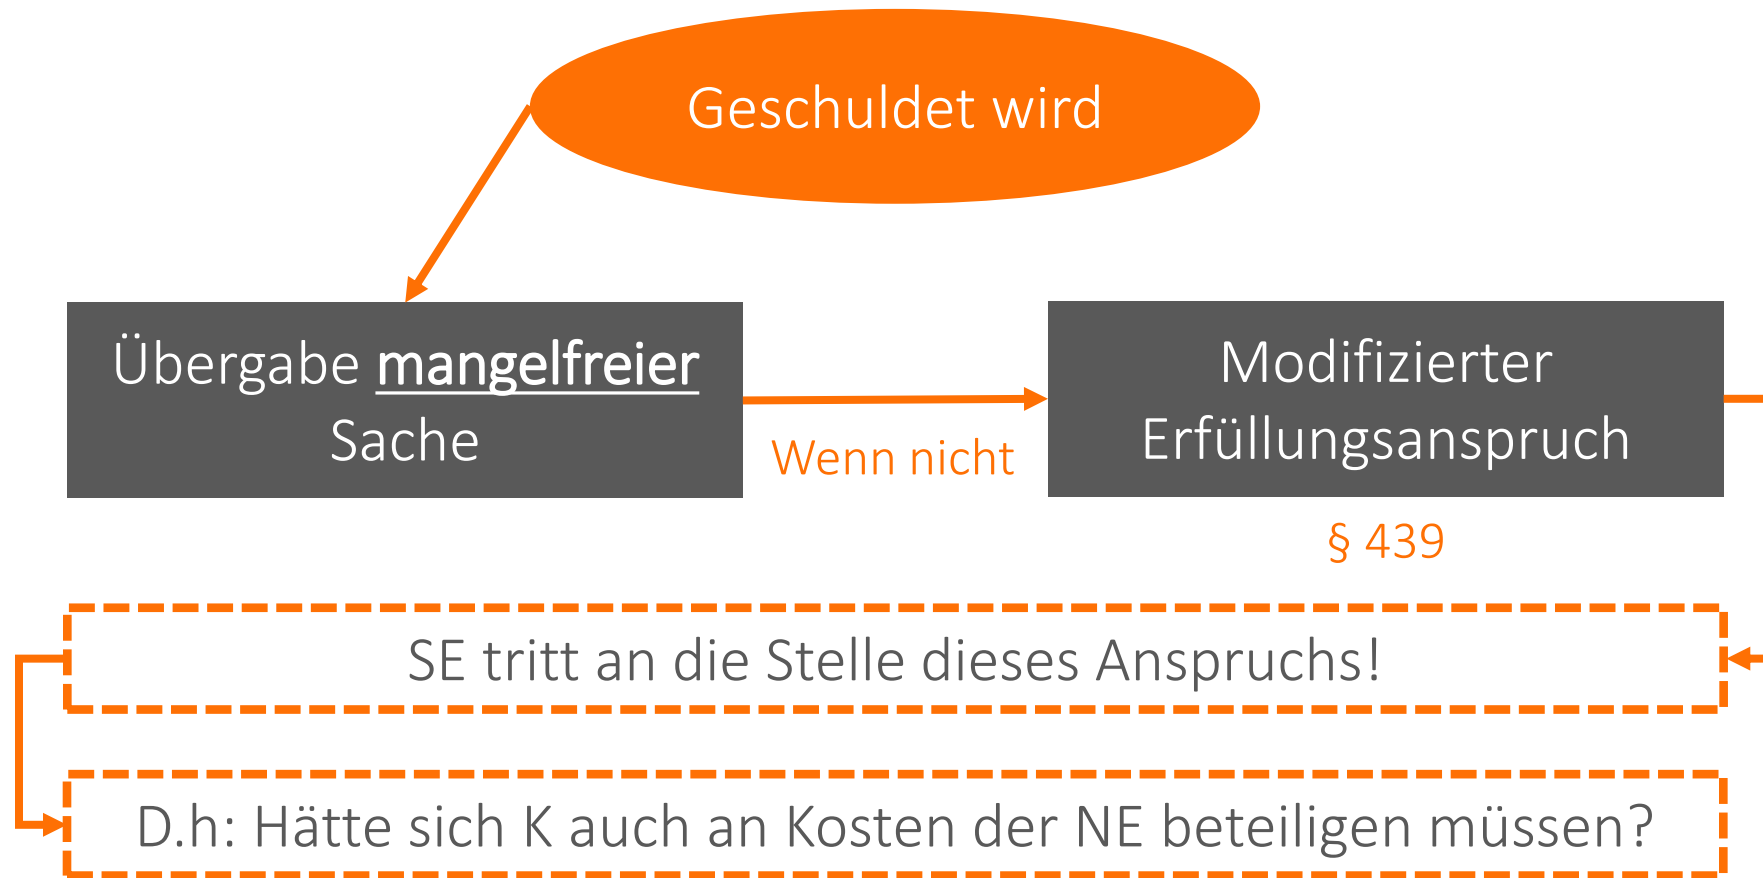 Geschuldet wird
Übergabe mangelfreier
Sache
Wenn nicht
Modifizierter
Erfüllungsanspruch
§ 439
SE tritt an die Stelle dieses Anspruchs!
D.h: Hätte sich K auch an Kosten der NE beteiligen müssen?